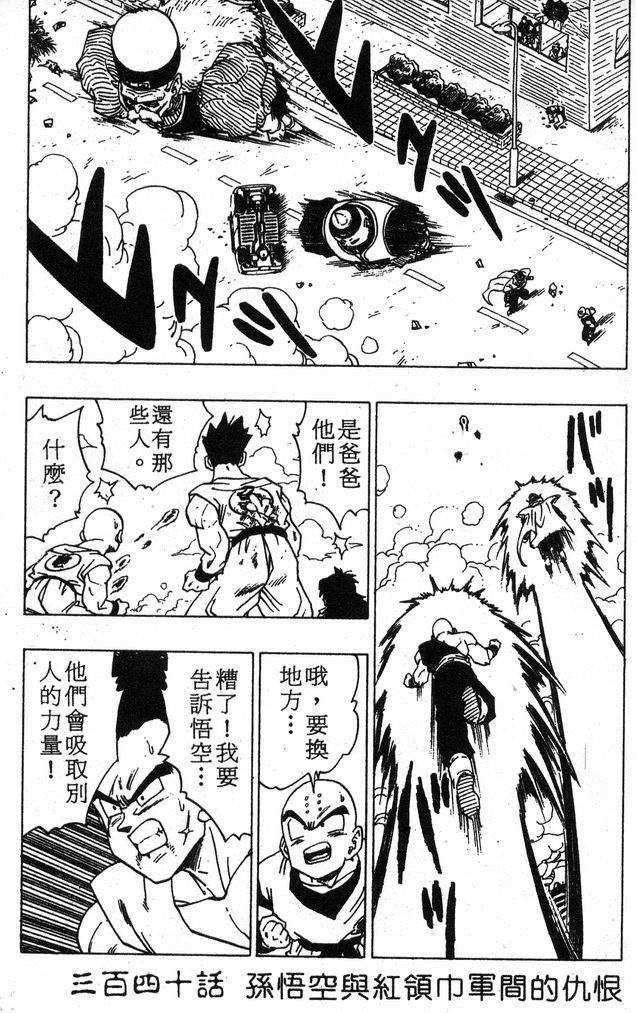 是爸爸
他們！
還有那
些人。
什麼？
哦，要換
地方…
糟了！我要
告訴悟空…
他們會吸取別
人的力量！
三百四十話 孫悟空與紅領巾軍間的仇恨